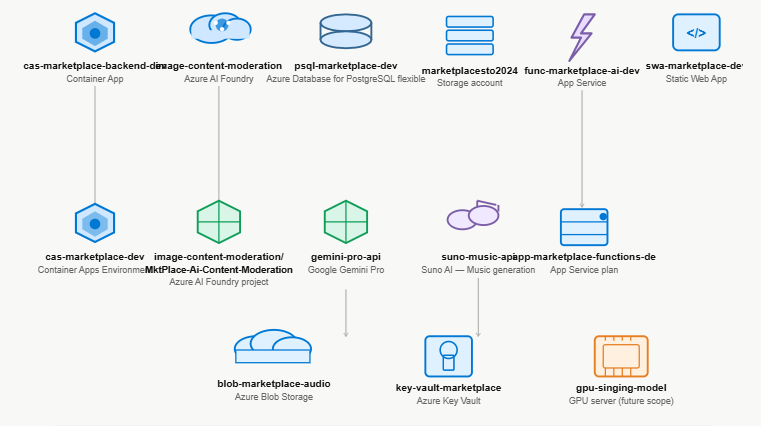 </>
cas-marketplace-backend-dev image-content-moderation psql-marketplace-dev marketplacesto2024 func-marketplace-ai-dev swa-marketplace-de
Container App Azure AI Foundry Azure Database for PostgreSQL flexible Storage account App Service Static Web App
cas-marketplace-dev image-content-moderation/ gemini-pro-api suno-music-api app-marketplace-functions-de
Container Apps Environment MktPlace-Ai-Content-Moderation Google Gemini Pro Suno AI — Music generation App Service plan
Azure AI Foundry project
blob-marketplace-audio key-vault-marketplace gpu-singing-model
Azure Blob Storage Azure Key Vault GPU server (future scope)